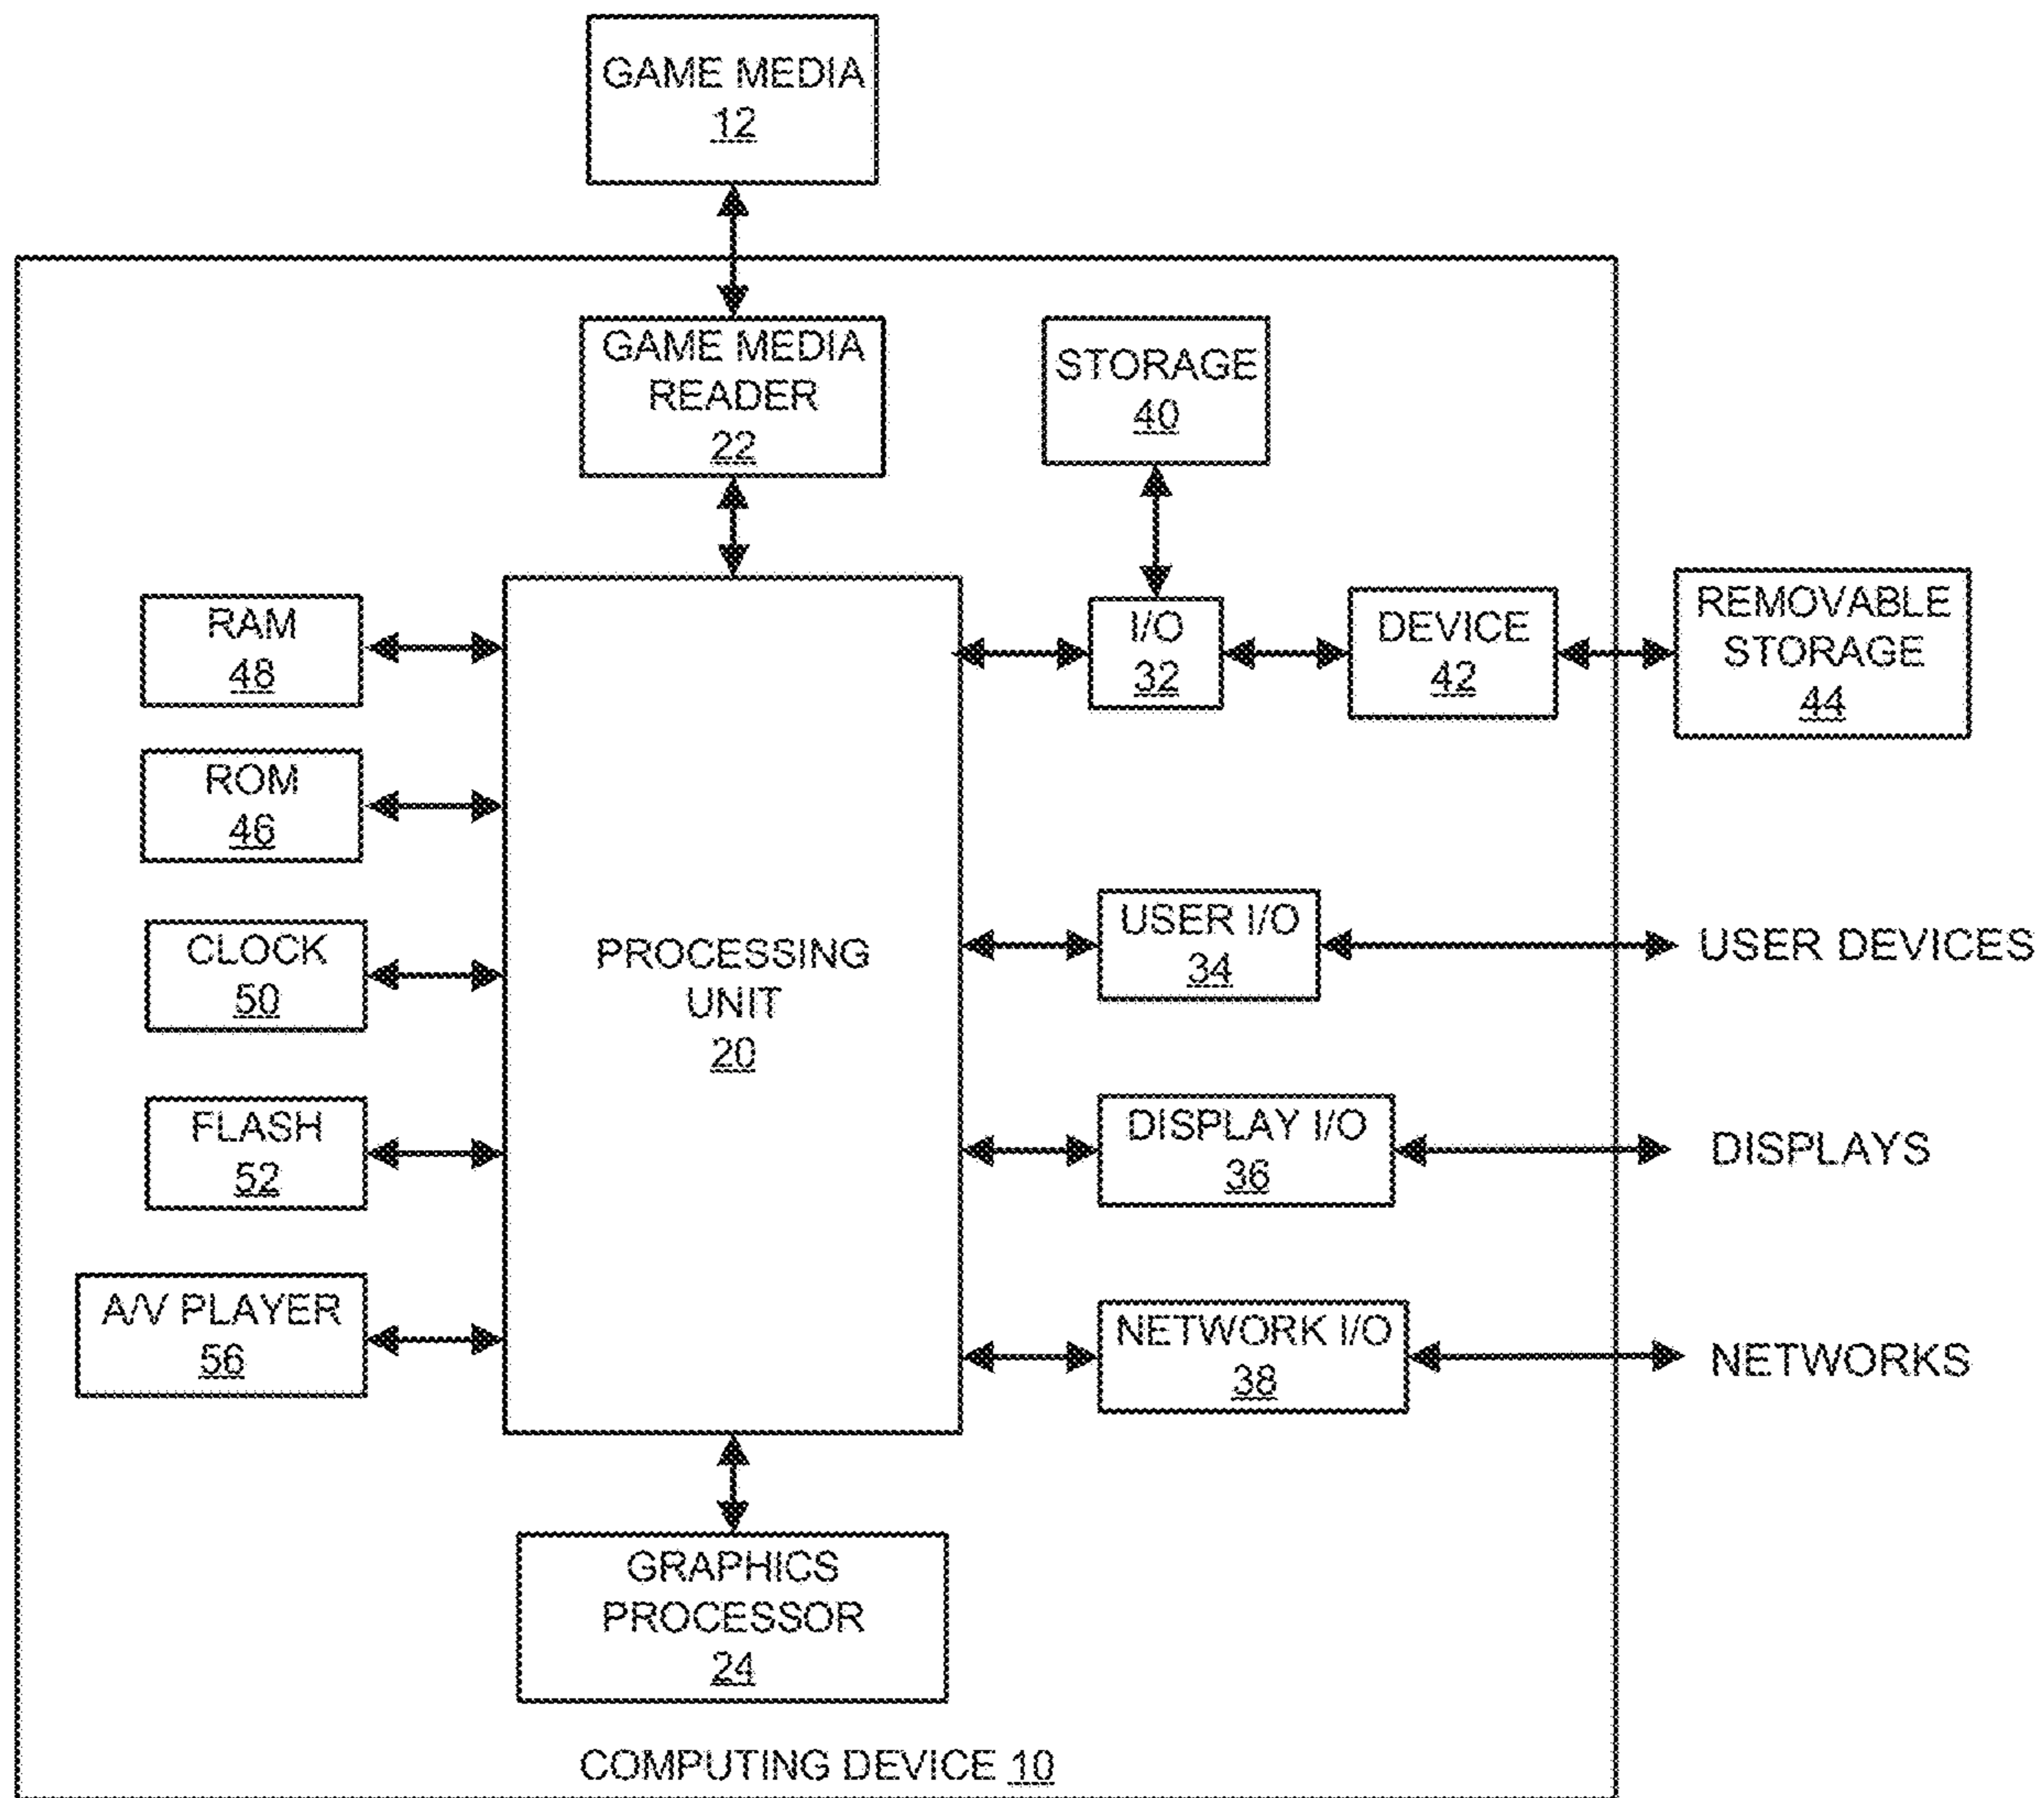 GAME MEDIA
12
GAME MEDIA
READER
22
STORAGE
40
RAM
48
I/O
32
DEVICE
42
REMOVABLE
STORAGE
44
ROM
46
CLOCK
50
PROCESSING
UNIT
20
USER I/O
34
USER DEVICES
FLASH
52
DISPLAY I/O
36
DISPLAYS
A/V PLAYER
56
NETWORK I/O
38
NETWORKS
GRAPHICS
PROCESSOR
24
COMPUTING DEVICE 10